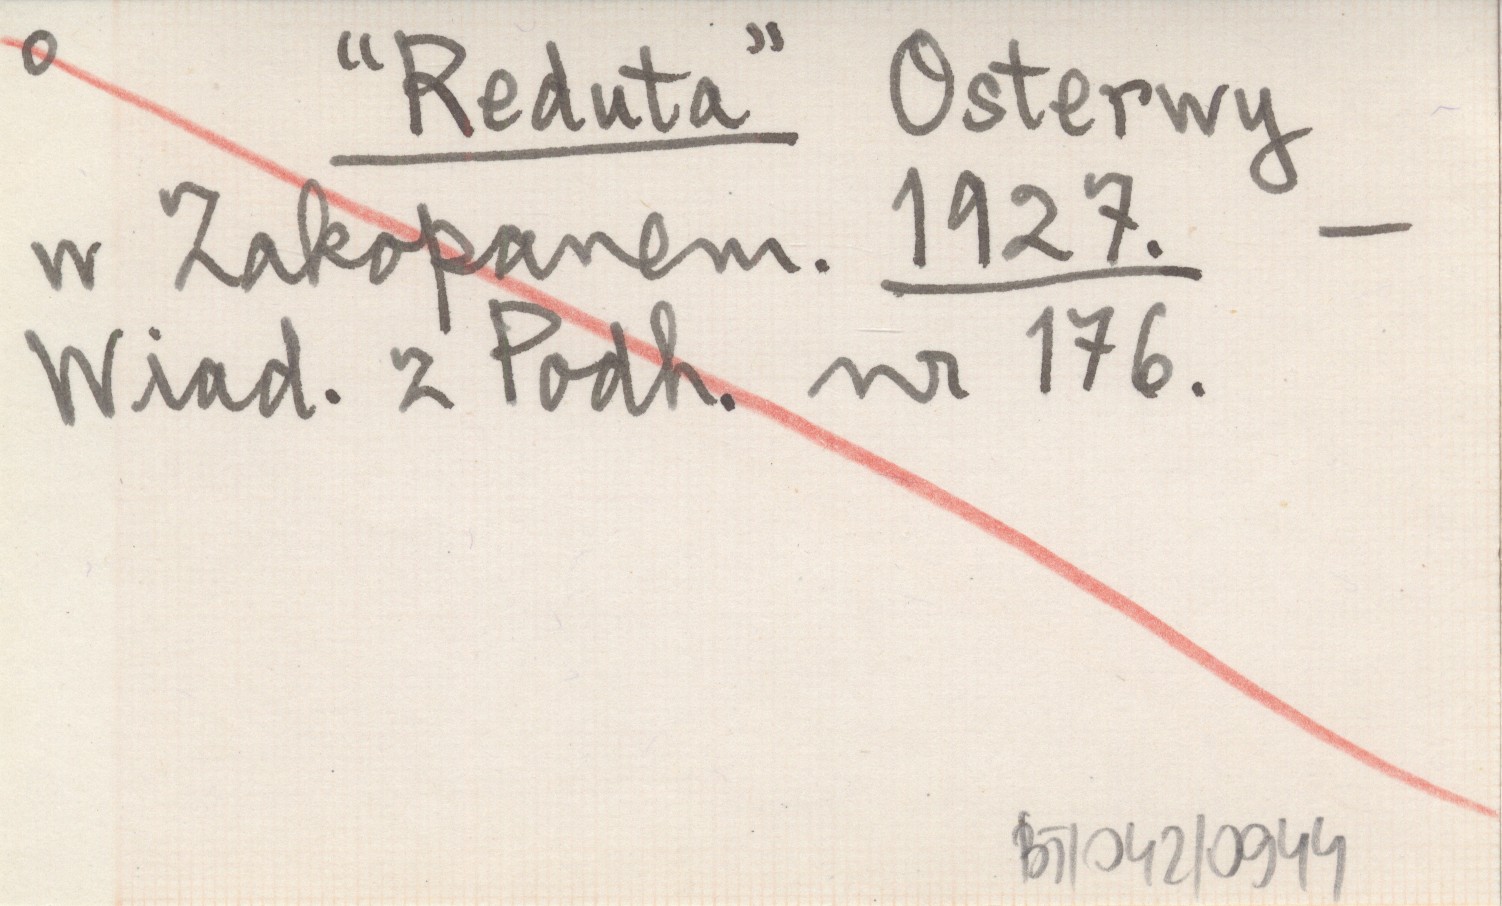 o "Reduta" Osterwy
w Zakopanem. 1927. —
Wiad. z Podh. nr 176.
BT/042/0944